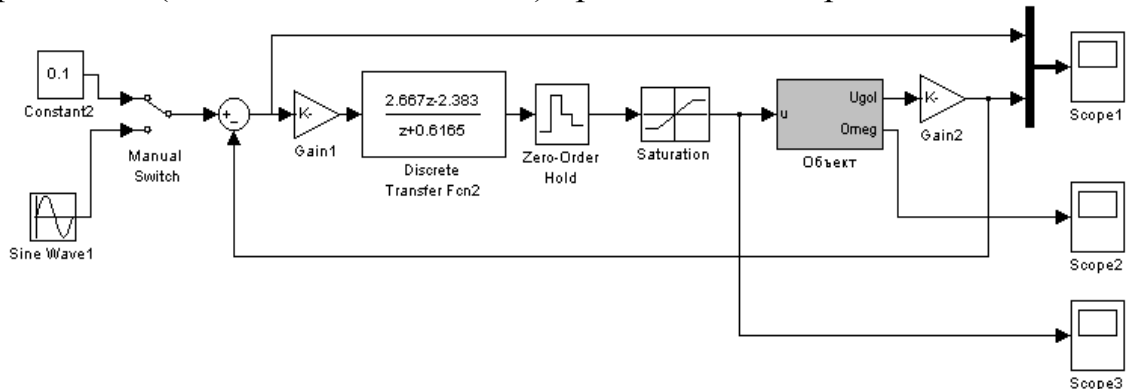 0.1
Constant2
Sine Wave1
Manual
Switch
+
-
K-
Gain1
2.667z-2.383
z+0.6165
Discrete
Transfer Fcn2
Zero-Order
Hold
Saturation
u
Ugol
Omeg
Объект
K-
Gain2
Scope1
Scope2
Scope3